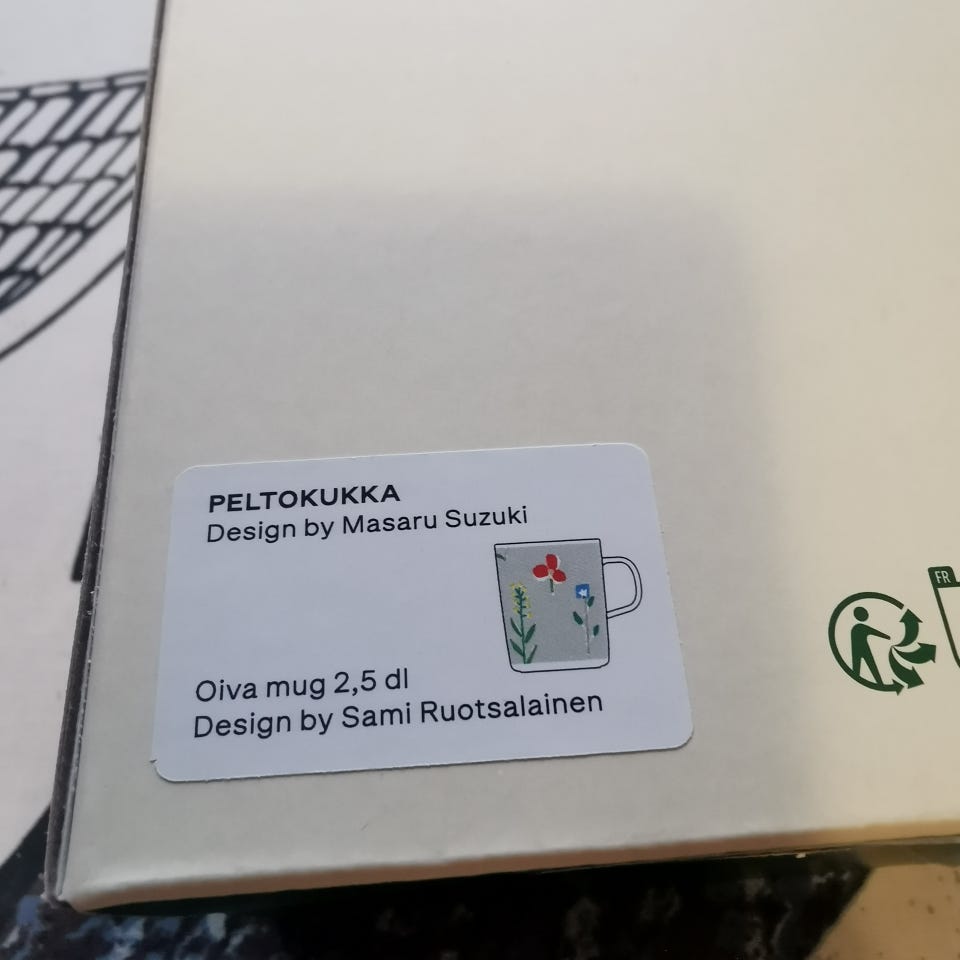 PELTOKUKKA
Design by Masaru Suzuki
Oiva mug 2,5 dl
Design by Sami Ruotsalainen
FR